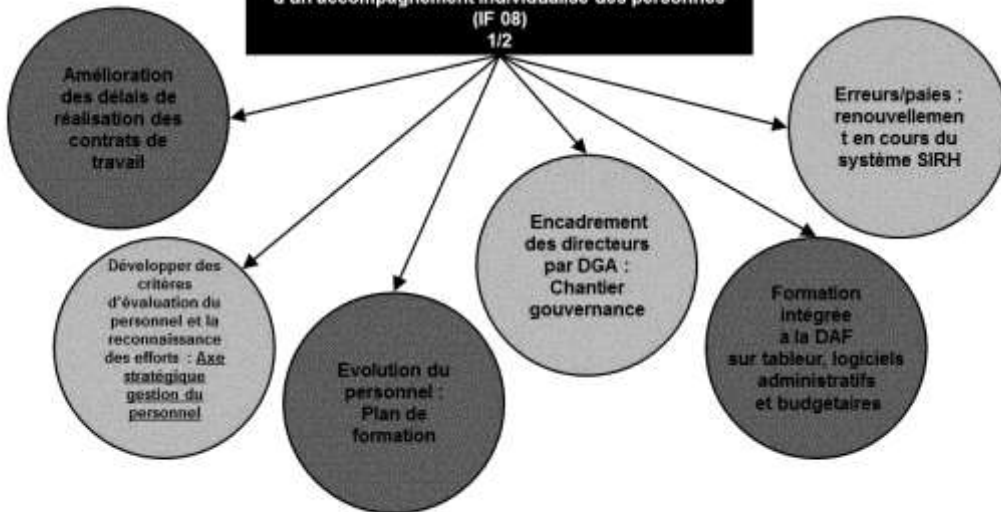 d'un accompagnement individualisé des personnes
(IF 08)
1/2
Amélioration
des délais de
réalisation des
contrats de
travail
Erreurs/paies :
renouvellemen
t en cours du
système SIRH
Encadrement
des directeurs
par DGA :
Chantier
gouvernance
Développer des
critères
d'évaluation du
personnel et la
reconnaissance
des efforts : Axe
stratégique
gestion du
personnel
Evolution du
personnel :
Plan de
formation
Formation
intégrée
à la DAF
sur tableur, logiciels
administratifs
et budgétaires